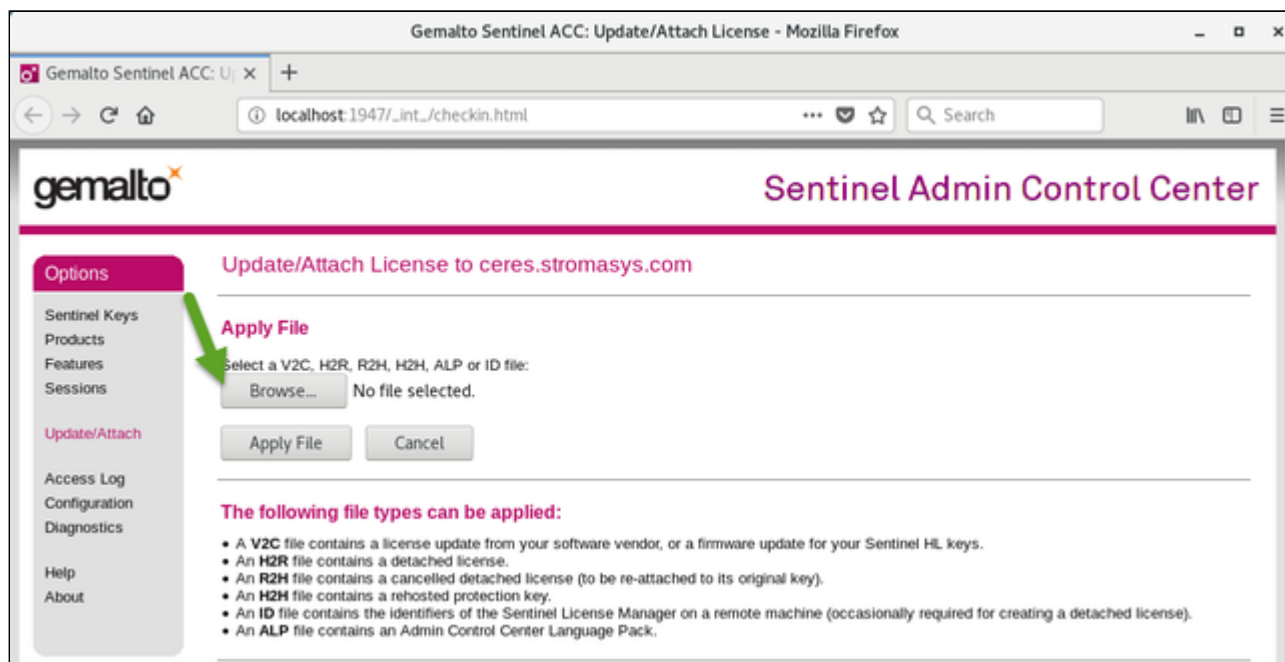 Gemalto Sentinel ACC: Update/Attach License - Mozilla Firefox
Gemalto Sentinel ACC: U
localhost:1947/_int_/checkin.html
Search
gemalto
Sentinel Admin Control Center
Options
Sentinel Keys
Products
Features
Sessions
Update/Attach
Access Log
Configuration
Diagnostics
Help
About
Update/Attach License to ceres.stromasys.com
Apply File
Select a V2C, H2R, R2H, H2H, ALP or ID file:
Browse... No file selected.
Apply File Cancel
The following file types can be applied:
• A V2C file contains a license update from your software vendor, or a firmware update for your Sentinel HL keys.
• An H2R file contains a detached license.
• An R2H file contains a cancelled detached license (to be re-attached to its original key).
• An H2H file contains a rehosted protection key.
• An ID file contains the identifiers of the Sentinel License Manager on a remote machine (occasionally required for creating a detached license).
• An ALP file contains an Admin Control Center Language Pack.